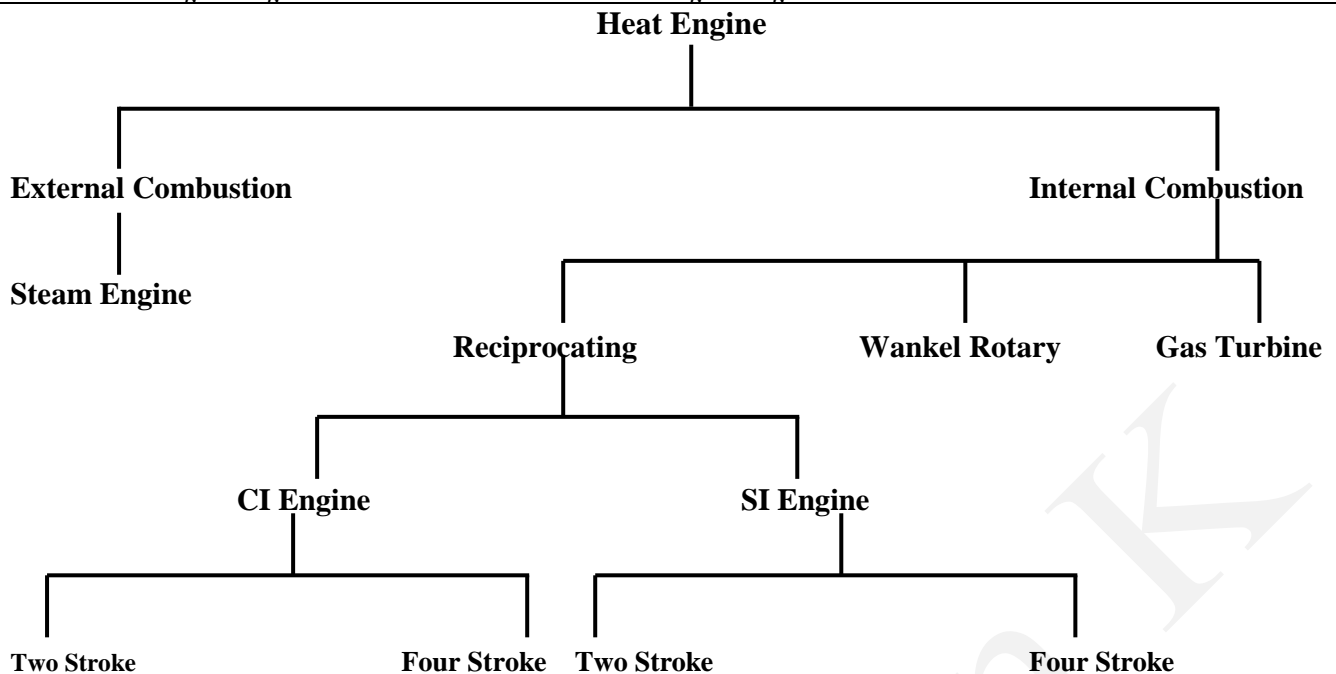 Heat Engine
External Combustion Internal Combustion
Steam Engine
Reciprocating Wankel Rotary Gas Turbine
CI Engine SI Engine
Two Stroke Four Stroke Two Stroke Four Stroke